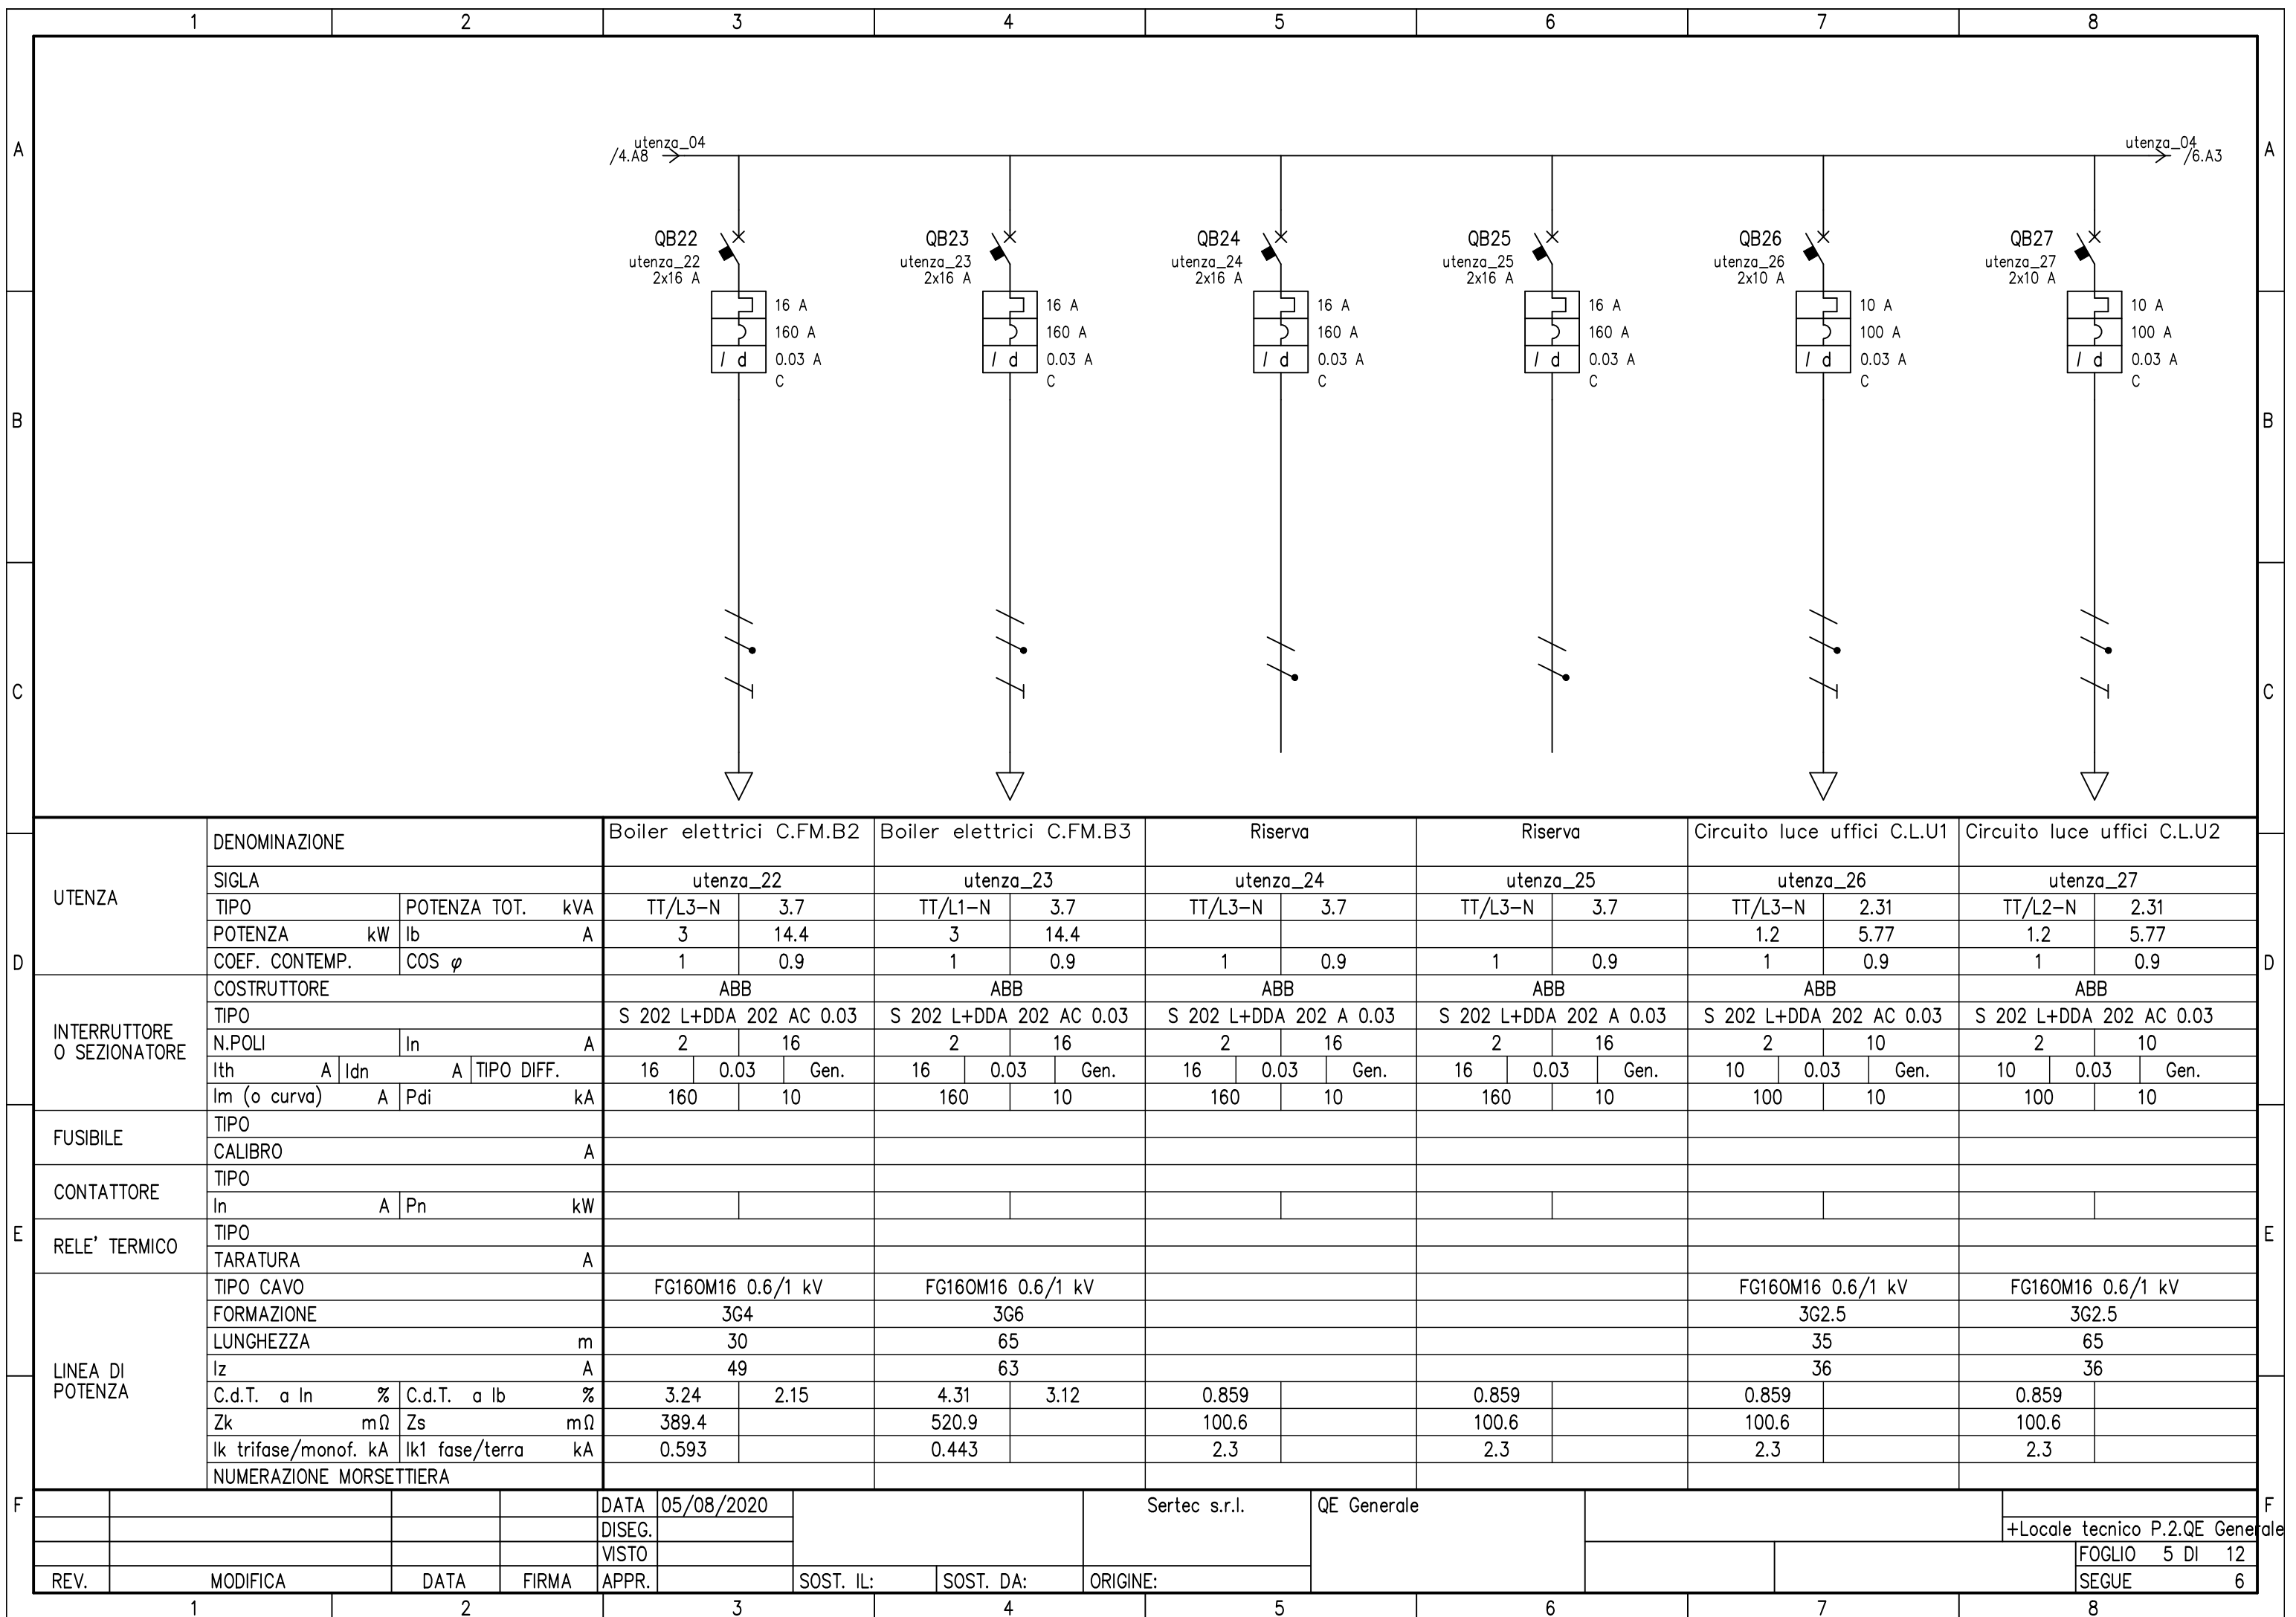 1 2 3 4 5 6 7 8
A A
utenza_04
/4.A8
utenza_04
/6.A3
QB22
utenza_22
2x16 A
16 A
160 A
I d 0.03 A
C
QB23
utenza_23
2x16 A
16 A
160 A
I d 0.03 A
C
QB24
utenza_24
2x16 A
16 A
160 A
I d 0.03 A
C
QB25
utenza_25
2x16 A
16 A
160 A
I d 0.03 A
C
QB26
utenza_26
2x10 A
10 A
100 A
I d 0.03 A
C
QB27
utenza_27
2x10 A
10 A
100 A
I d 0.03 A
C
B B
C C
UTENZA
DENOMINAZIONE Boiler elettrici C.FM.B2 Boiler elettrici C.FM.B3 Riserva Riserva Circuito luce uffici C.L.U1 Circuito luce uffici C.L.U2
SIGLA utenza_22 utenza_23 utenza_24 utenza_25 utenza_26 utenza_27
TIPO POTENZA TOT. kVA TT/L3-N 3.7 TT/L1-N 3.7 TT/L3-N 3.7 TT/L3-N 3.7 TT/L3-N 2.31 TT/L2-N 2.31
POTENZA kW Ib A 3 14.4 3 14.4 1.2 5.77 1.2 5.77
D COEF. CONTEMP. COS φ 1 0.9 1 0.9 1 0.9 1 0.9 1 0.9 1 0.9 D
INTERRUTTORE
O SEZIONATORE
COSTRUTTORE ABB ABB ABB ABB ABB ABB
TIPO S 202 L+DDA 202 AC 0.03 S 202 L+DDA 202 AC 0.03 S 202 L+DDA 202 A 0.03 S 202 L+DDA 202 A 0.03 S 202 L+DDA 202 AC 0.03 S 202 L+DDA 202 AC 0.03
N.POLI In A 2 16 2 16 2 16 2 16 2 10 2 10
Ith A Idn A TIPO DIFF. 16 0.03 Gen. 16 0.03 Gen. 16 0.03 Gen. 16 0.03 Gen. 10 0.03 Gen. 10 0.03 Gen.
Im (o curva) A Pdi kA 160 10 160 10 160 10 160 10 100 10 100 10
FUSIBILE
TIPO
CALIBRO A
CONTATTORE
TIPO
In A Pn kW
E E
RELE' TERMICO
TIPO
TARATURA A
LINEA DI
POTENZA
TIPO CAVO FG16OM16 0.6/1 kV FG16OM16 0.6/1 kV FG16OM16 0.6/1 kV FG16OM16 0.6/1 kV
FORMAZIONE 3G4 3G6 3G2.5 3G2.5
LUNGHEZZA m 30 65 35 65
Iz A 49 63 36 36
C.d.T. a In % C.d.T. a Ib % 3.24 2.15 4.31 3.12 0.859 0.859 0.859 0.859
Zk mΩ Zs mΩ 389.4 520.9 100.6 100.6 100.6 100.6
Ik trifase/monof. kA Ik1 fase/terra kA 0.593 0.443 2.3 2.3 2.3 2.3
NUMERAZIONE MORSETTIERA
F F
DATA 05/08/2020 Sertec s.r.l. QE Generale
DISEG. +Locale tecnico P.2.QE Generale
VISTO FOGLIO 5 DI 12
REV. MODIFICA DATA FIRMA APPR. SOST. IL: SOST. DA: ORIGINE: SEGUE 6
1 2 3 4 5 6 7 8